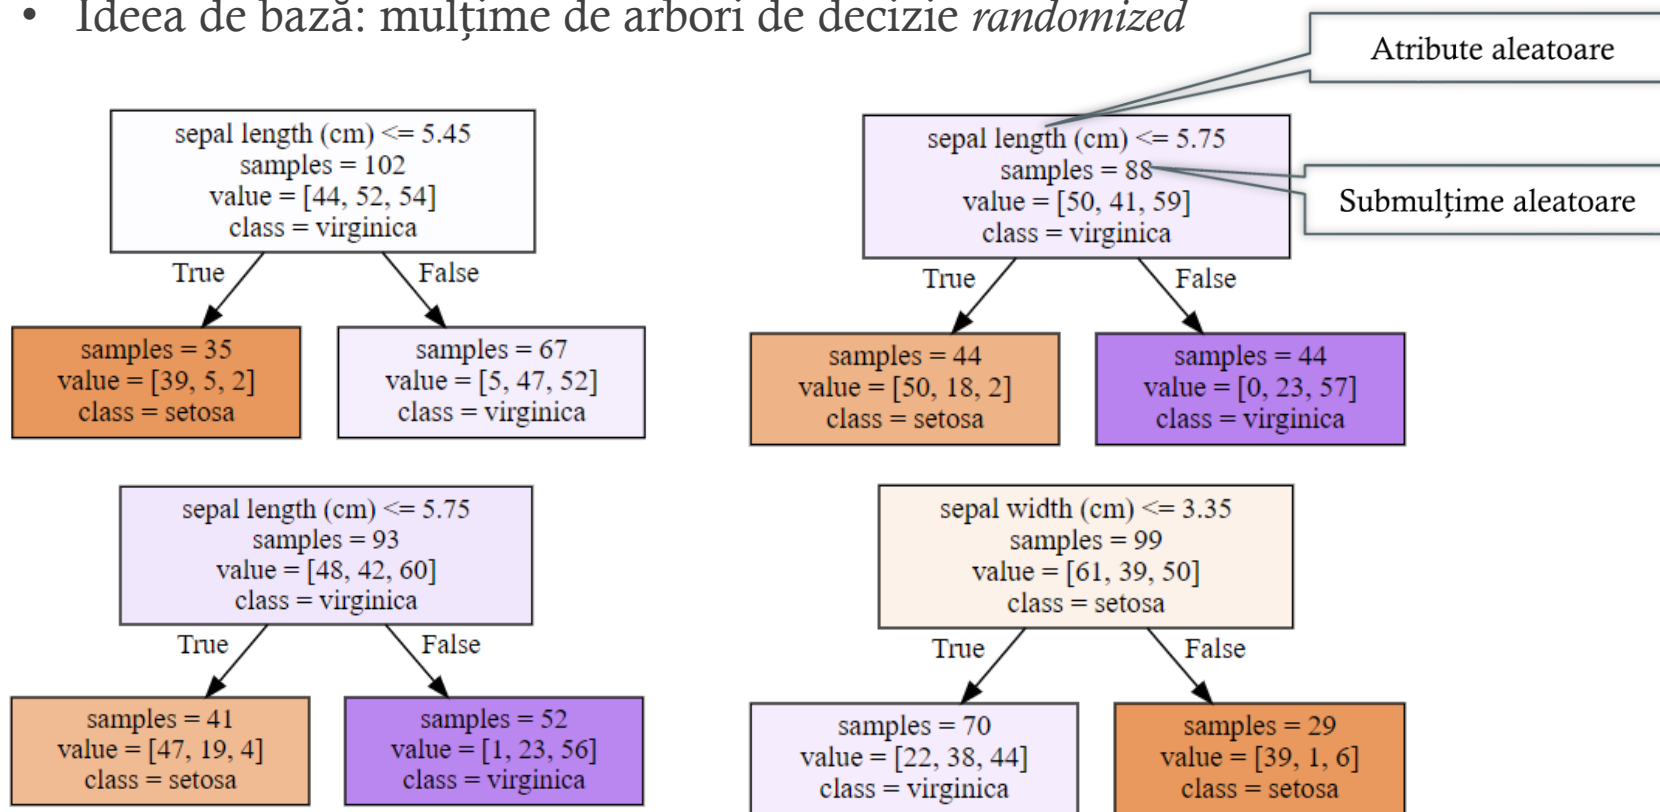 • Ideea de bază: mulțime de arbori de decizie randomized
Atribute aleatoare
Submulțime aleatoare
sepal length (cm) <= 5.45
samples = 102
value = [44, 52, 54]
class = virginica
True
False
samples = 35
value = [39, 5, 2]
class = setosa
samples = 67
value = [5, 47, 52]
class = virginica
sepal length (cm) <= 5.75
samples = 88
value = [50, 41, 59]
class = virginica
True
False
samples = 44
value = [50, 18, 2]
class = setosa
samples = 44
value = [0, 23, 57]
class = virginica
sepal length (cm) <= 5.75
samples = 93
value = [48, 42, 60]
class = virginica
True
False
samples = 41
value = [47, 19, 4]
class = setosa
samples = 52
value = [1, 23, 56]
class = virginica
sepal width (cm) <= 3.35
samples = 99
value = [61, 39, 50]
class = setosa
True
False
samples = 70
value = [22, 38, 44]
class = virginica
samples = 29
value = [39, 1, 6]
class = setosa